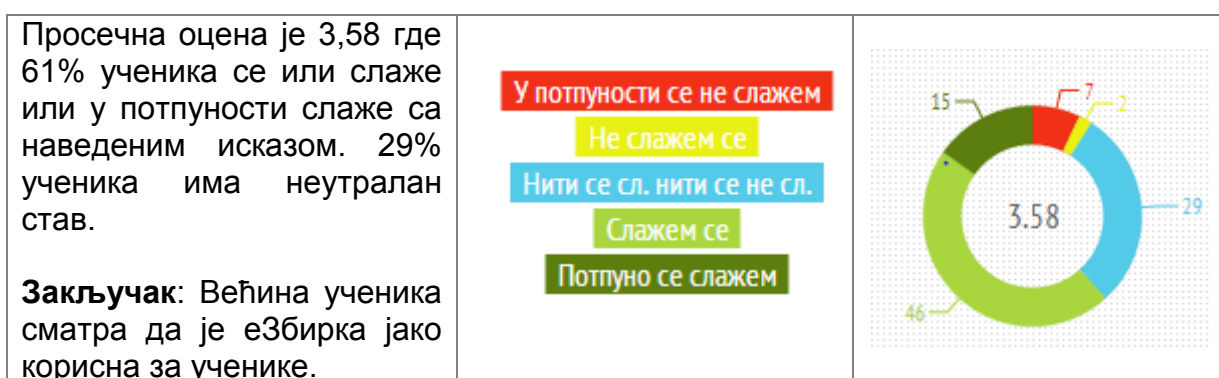 Просечна оцена је 3,58 где
61% ученика се или слаже
или у потпуности слаже са
наведеним исказом. 29%
ученика има неутралан
став.
Закључак: Већина ученика
сматра да је еЗбирка јако
корисна за ученике.
У потпуности се не слажем
Не слажем се
Нити се сл. нити се не сл.
Слажем се
Потпуно се слажем
15
7
2
3.58
29
46